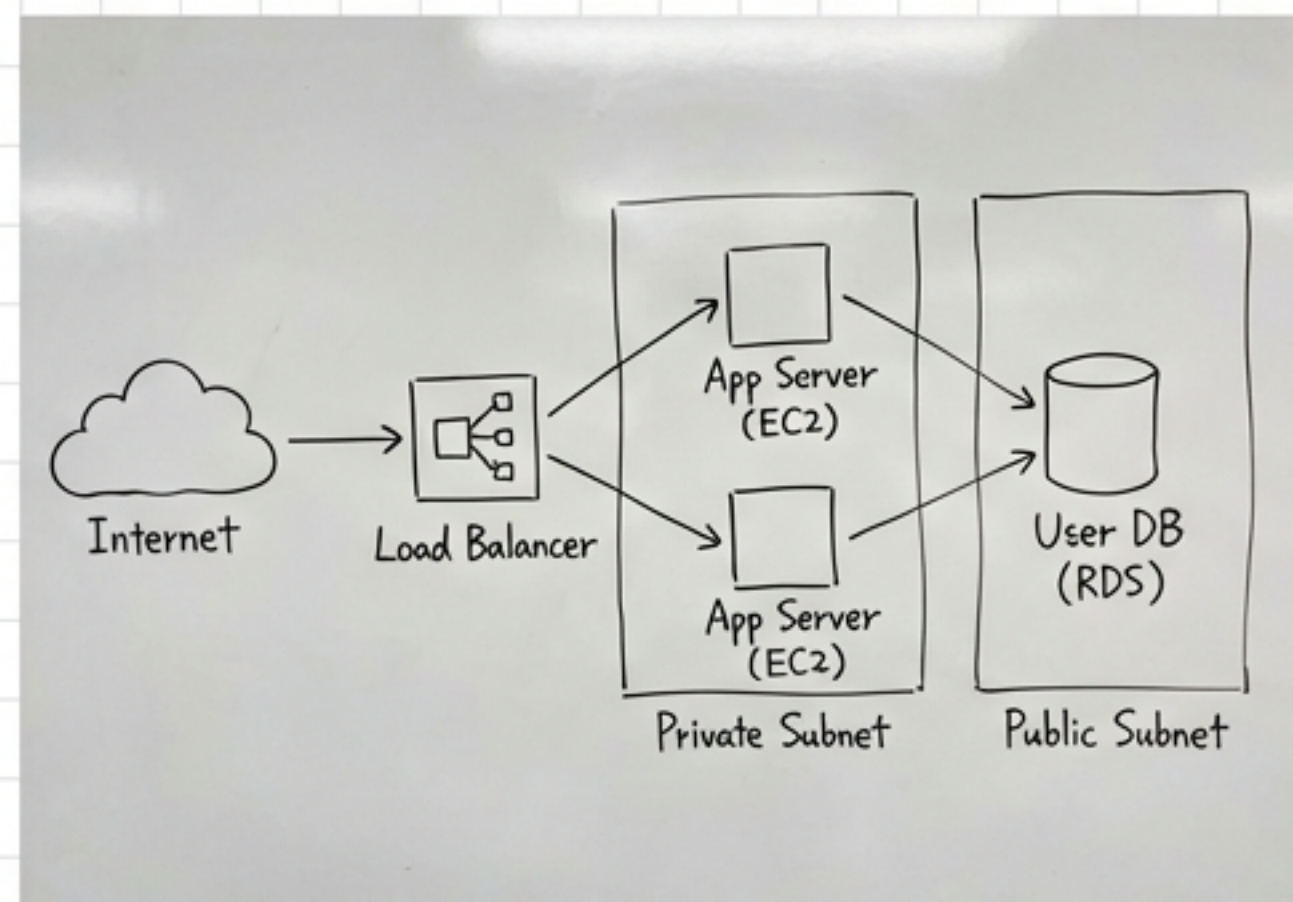 Internet
Load Balancer
App Server
(EC2)
App Server
(EC2)
Private Subnet
User DB
(RDS)
Public Subnet